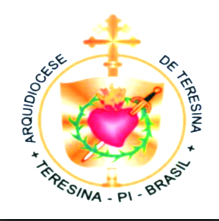 ARQUIDIOCESE DE TERESINA
+ TERESINA - PI - BRASIL +